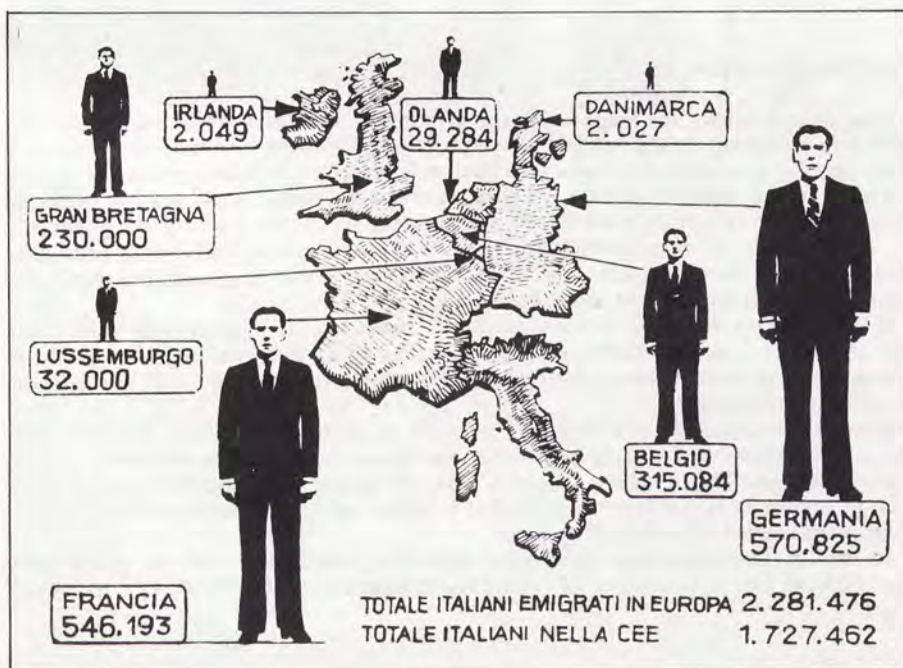 IRLANDA
2.049
OLANDA
29.284
DANIMARCA
2.027
GRAN BRETAGNA
230.000
LUSSEMBURGO
32.000
BELGIO
315.084
GERMANIA
570.825
FRANCIA
546.193
TOTALE ITALIANI EMIGRATI IN EUROPA 2.281.476
TOTALE ITALIANI NELLA CEE 1.727.462